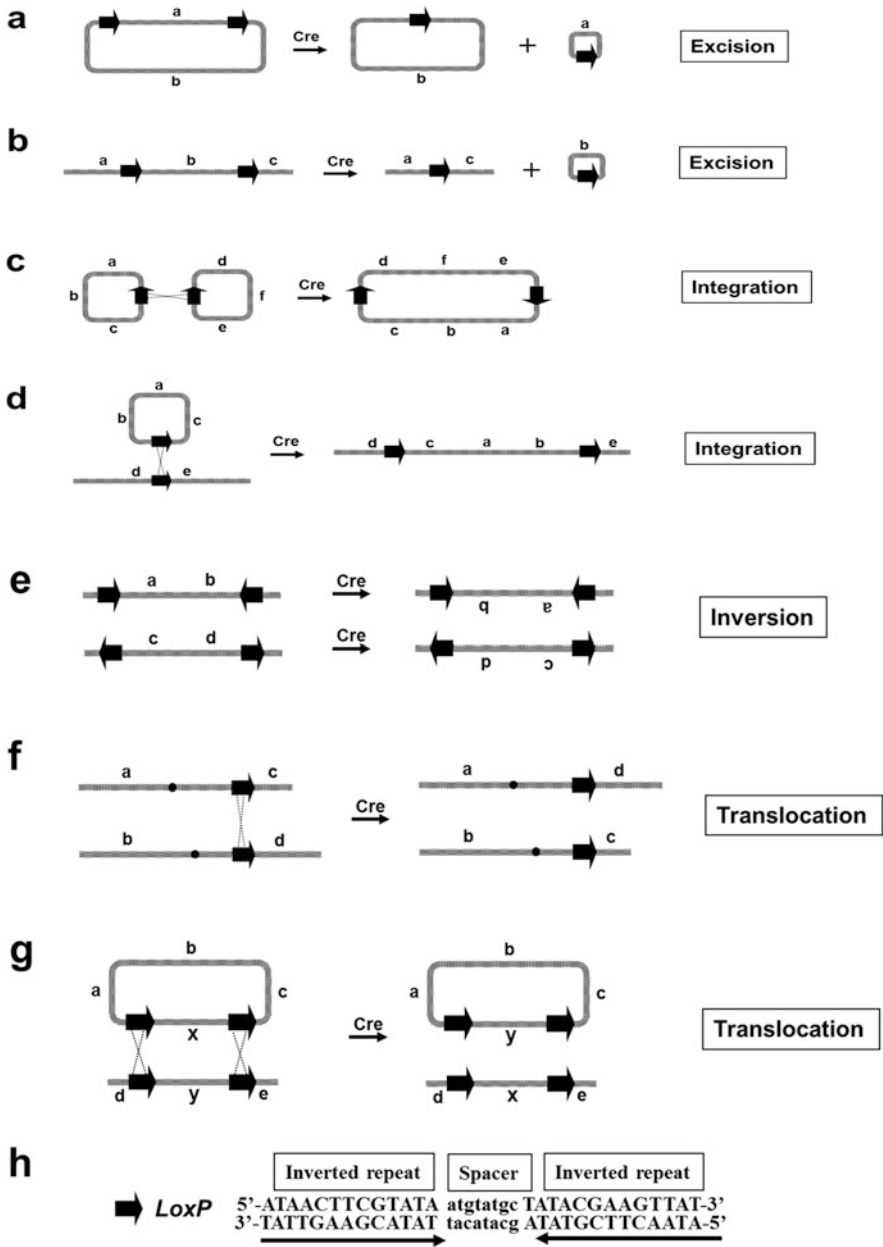 a
a Cre a
+ Excision
b b
b
a b c Cre a c b
+ Excision
c
a d Cre d f e
b f Integration
c e c b a
d
a
b c Cre d c a b e
d e Integration
e
a b Cre
q ɐ
Inversion
c d Cre
p ɔ
f
a c a d
Cre Translocation
b d b c
g
b b
a c a c
x Cre y Translocation
d y e d x e
h
Inverted repeat Spacer Inverted repeat
LoxP 5’-ATAACTTCGTATA atgtatgc TATACGAAGTTAT-3’
3’-TATTGAAGCATAT tacatacg ATATGCTTCAATA-5’